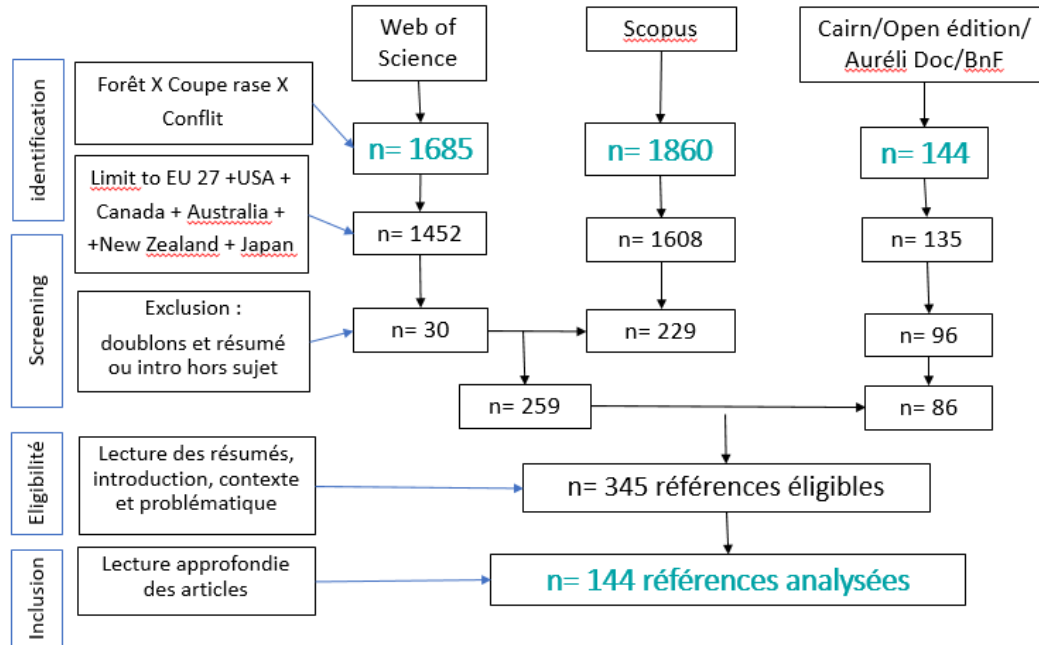 Web of
Science
Scopus
Cairn/Open édition/
Auréli Doc/BnF
identification
Forêt X Coupe rase X
Conflit
n= 1685
n= 1860
n= 144
Limit to EU 27 +USA +
Canada + Australia +
+New Zealand + Japan
n= 1452
n= 1608
n= 135
Screening
Exclusion :
doublons et résumé
ou intro hors sujet
n= 30
n= 229
n= 96
n= 259
n= 86
Eligibilité
Lecture des résumés,
introduction, contexte
et problématique
n= 345 références éligibles
Inclusion
Lecture approfondie
des articles
n= 144 références analysées